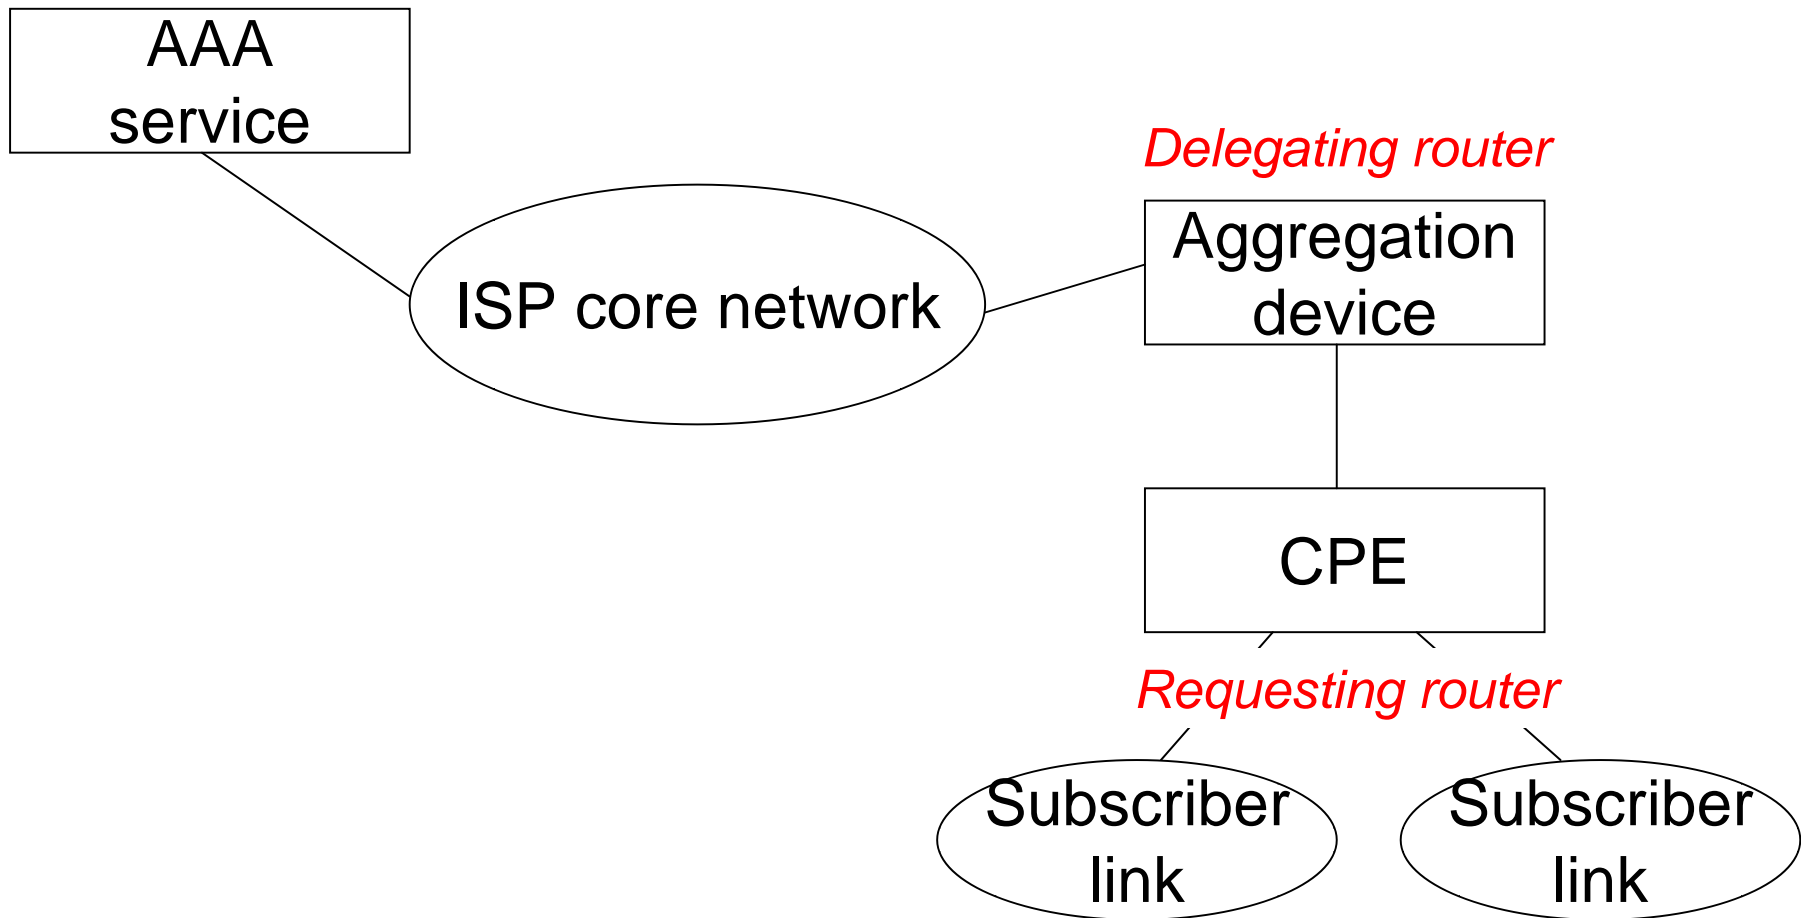 AAA
service
Delegating router
Aggregation
device
ISP core network
CPE
Requesting router
Subscriber
link
Subscriber
link